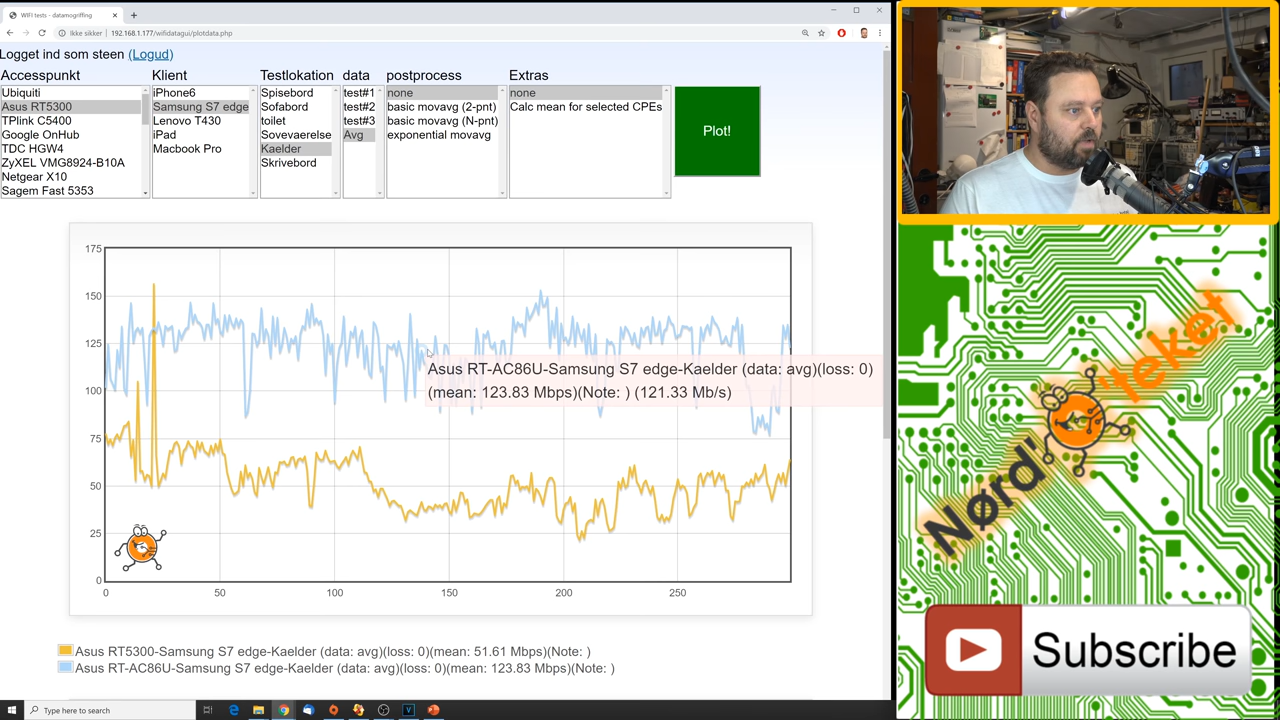 WIFI tests - datamogriffing
Ikke sikker | 192.168.1.177/wifidatagui/plotdata.php
Logget ind som steen (Logud)
Accesspunkt Klient Testlokation data postprocess Extras
Ubiquiti iPhone6 Spisebord test#1 none none
Asus RT5300 Samsung S7 edge Sofabord test#2 basic movavg (2-pnt) Calc mean for selected CPEs
TPlink C5400 Lenovo T430 toilet test#3 basic movavg (N-pnt)
Google OnHub iPad Sovevaerelse Avg exponential movavg
TDC HGW4 Macbook Pro Kaelder
ZyXEL VMG8924-B10A Skrivebord
Netgear X10
Sagem Fast 5353
Plot!
175
150
125
100
75
50
25
0
0 50 100 150 200 250
Asus RT-AC86U-Samsung S7 edge-Kaelder (data: avg)(loss: 0)
(mean: 123.83 Mbps)(Note: ) (121.33 Mb/s)
Asus RT5300-Samsung S7 edge-Kaelder (data: avg)(loss: 0)(mean: 51.61 Mbps)(Note: )
Asus RT-AC86U-Samsung S7 edge-Kaelder (data: avg)(loss: 0)(mean: 123.83 Mbps)(Note: )
Type here to search
Nørd' teket
Subscribe